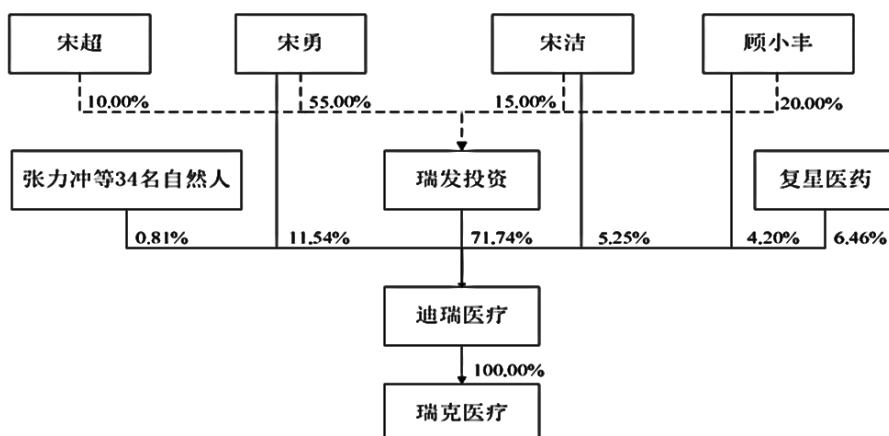 宋超
宋勇
宋洁
顾小丰
10.00%
55.00%
15.00%
20.00%
张力冲等34名自然人
瑞发投资
复星医药
0.81%
11.54%
71.74%
5.25%
4.20%
6.46%
迪瑞医疗
100.00%
瑞克医疗